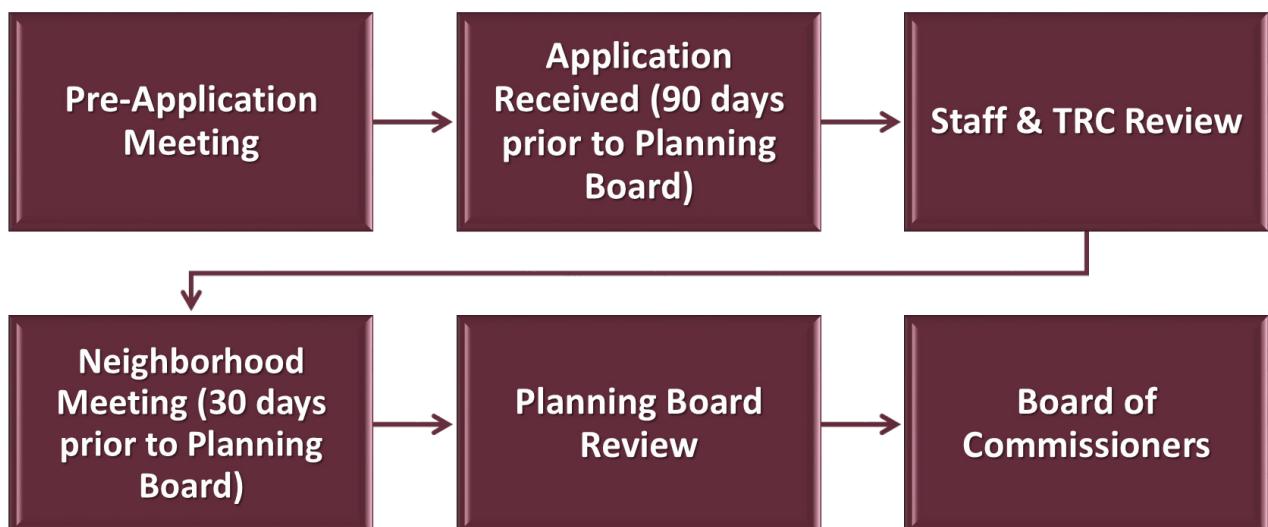 Pre-Application
Meeting
Application
Received (90 days
prior to Planning
Board)
Staff & TRC Review
Neighborhood
Meeting (30 days
prior to Planning
Board)
Planning Board
Review
Board of
Commissioners